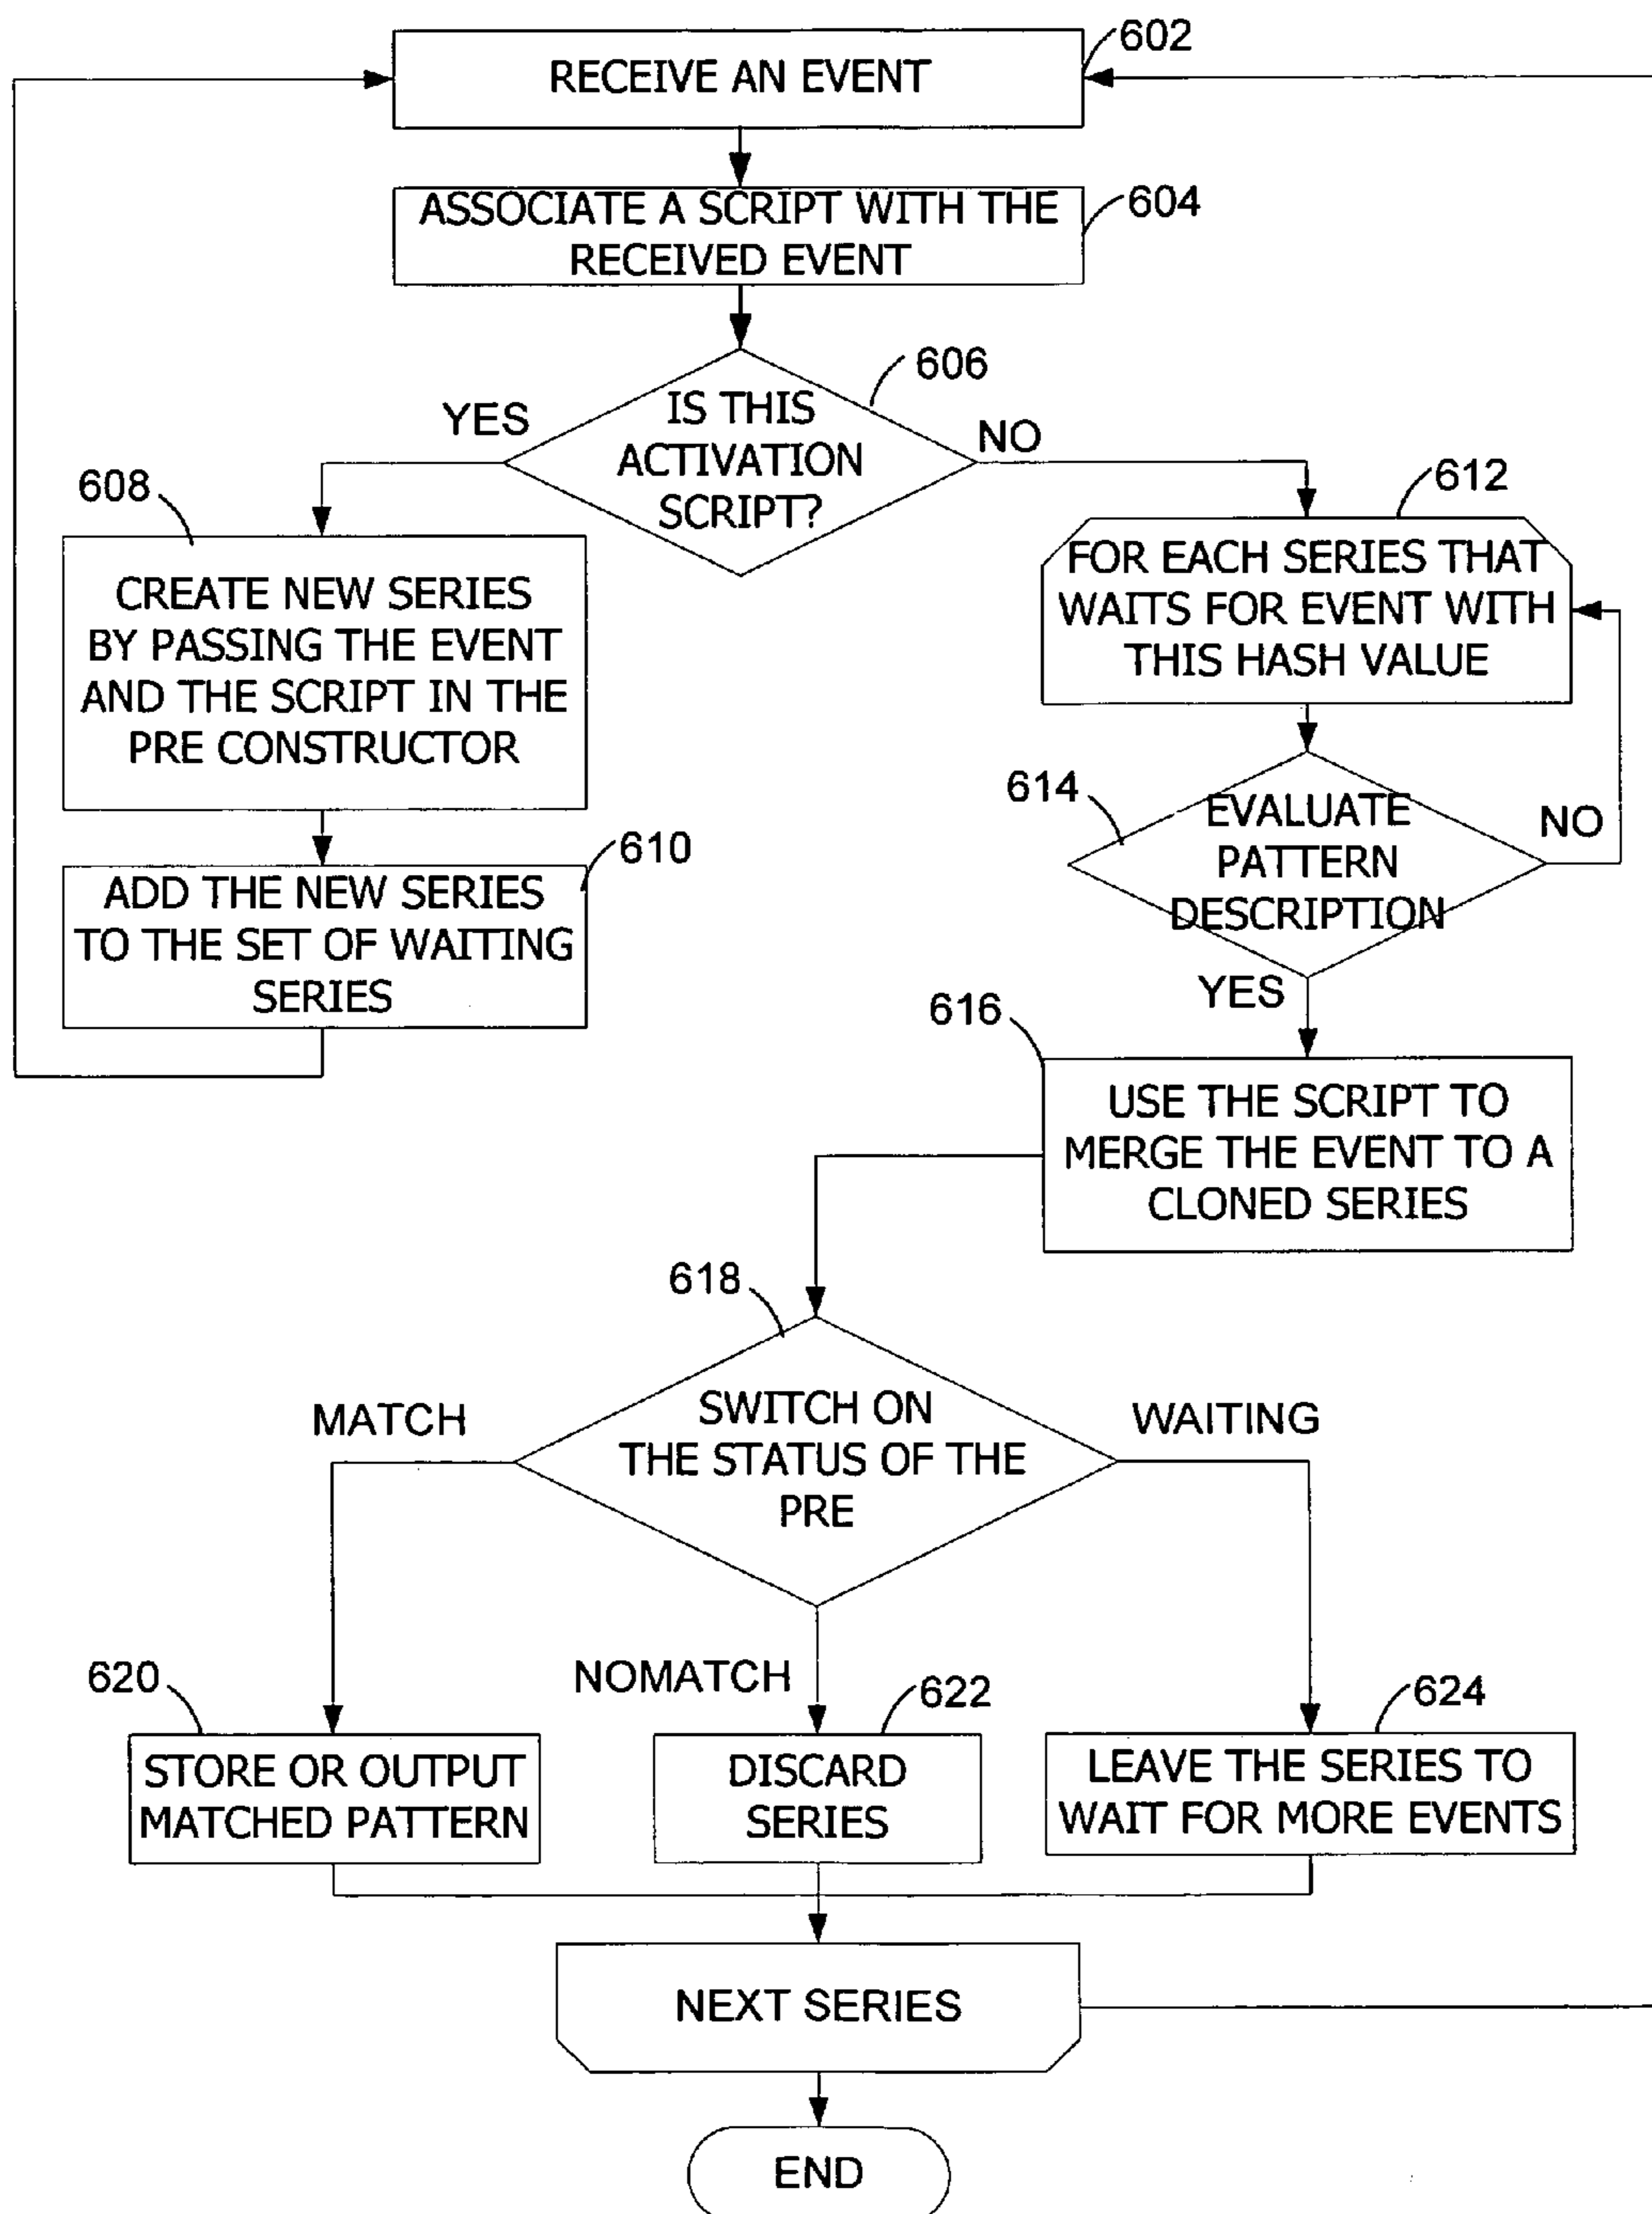 602
RECEIVE AN EVENT
604
ASSOCIATE A SCRIPT WITH THE
RECEIVED EVENT
606
IS THIS
ACTIVATION
SCRIPT?
YES
NO
608
CREATE NEW SERIES
BY PASSING THE EVENT
AND THE SCRIPT IN THE
PRE CONSTRUCTOR
610
ADD THE NEW SERIES
TO THE SET OF WAITING
SERIES
612
FOR EACH SERIES THAT
WAITS FOR EVENT WITH
THIS HASH VALUE
614
EVALUATE
PATTERN
DESCRIPTION
NO
YES
616
USE THE SCRIPT TO
MERGE THE EVENT TO A
CLONED SERIES
618
SWITCH ON
THE STATUS OF THE
PRE
MATCH
WAITING
NOMATCH
620
STORE OR OUTPUT
MATCHED PATTERN
622
DISCARD
SERIES
624
LEAVE THE SERIES TO
WAIT FOR MORE EVENTS
NEXT SERIES
END